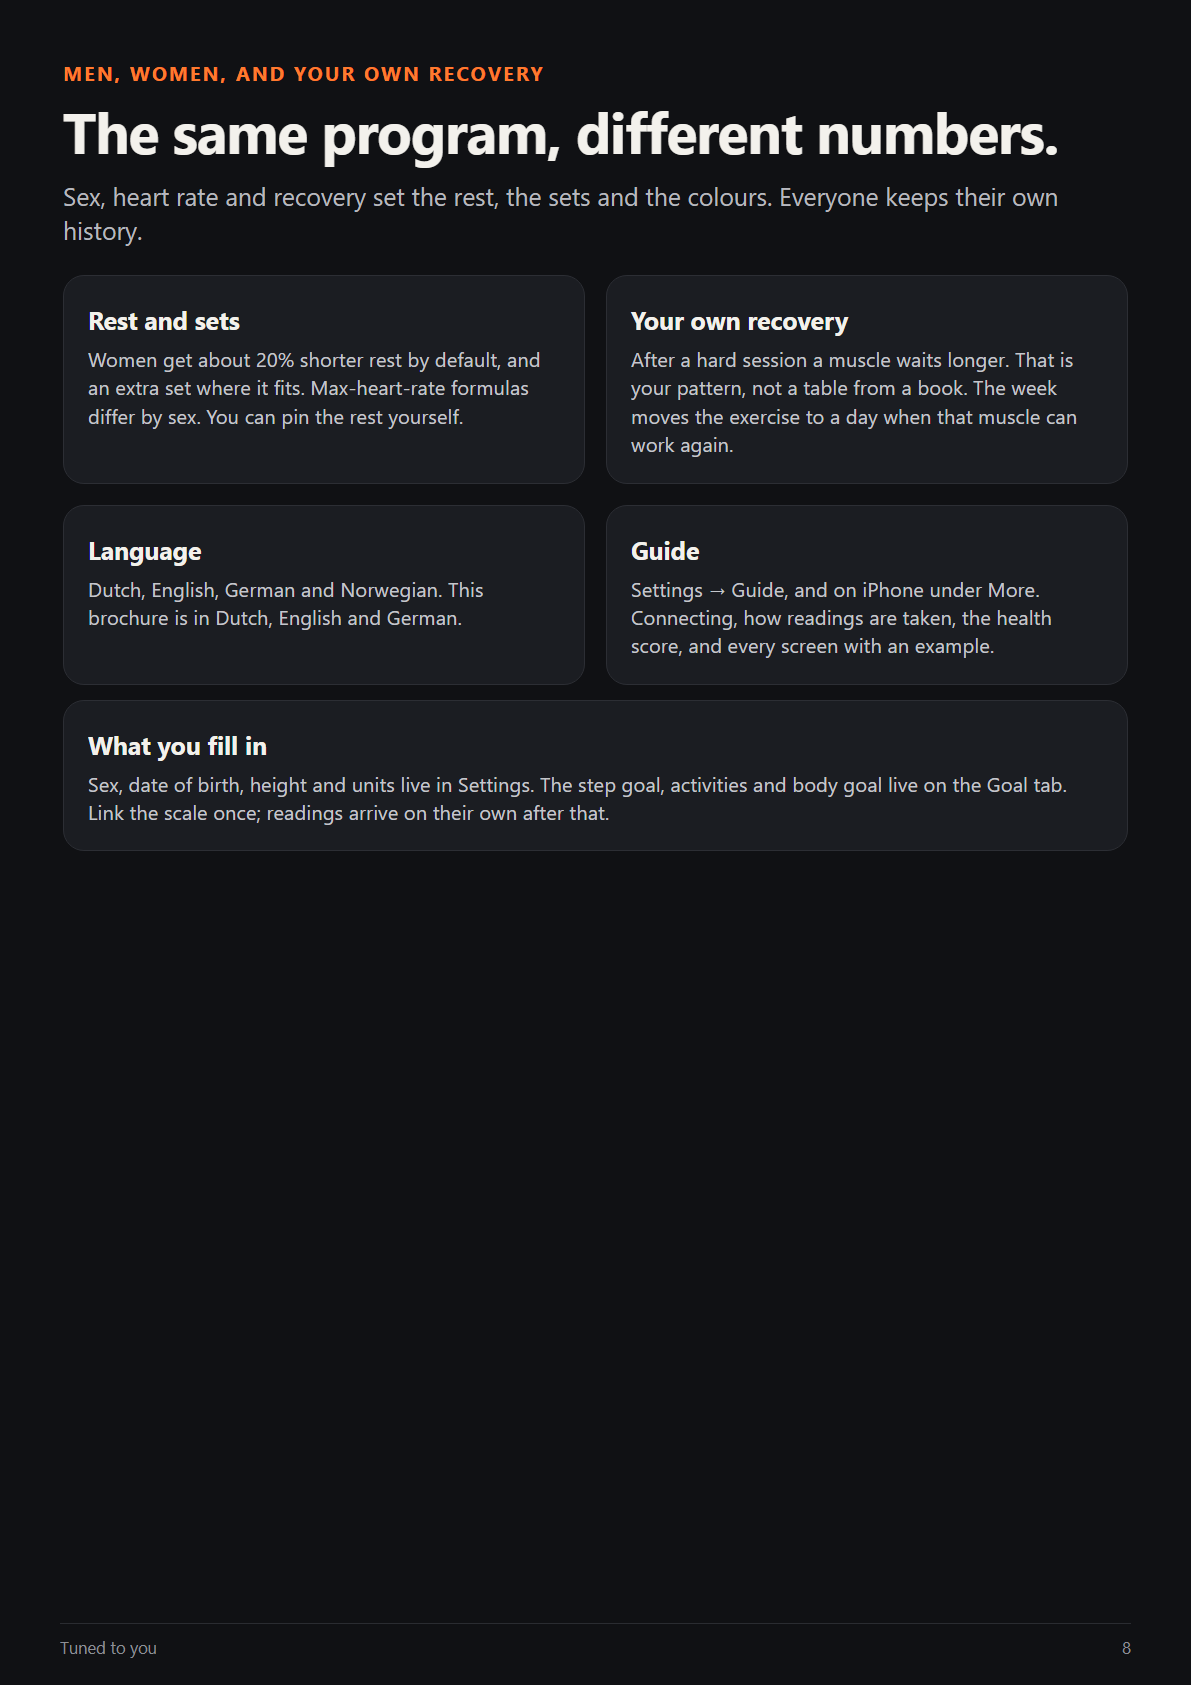 MEN, WOMEN, AND YOUR OWN RECOVERY
The same program, different numbers.
Sex, heart rate and recovery set the rest, the sets and the colours. Everyone keeps their own
history.
Rest and sets
Women get about 20% shorter rest by default, and
an extra set where it fits. Max-heart-rate formulas
differ by sex. You can pin the rest yourself.
Your own recovery
After a hard session a muscle waits longer. That is
your pattern, not a table from a book. The week
moves the exercise to a day when that muscle can
work again.
Language
Dutch, English, German and Norwegian. This
brochure is in Dutch, English and German.
Guide
Settings → Guide, and on iPhone under More.
Connecting, how readings are taken, the health
score, and every screen with an example.
What you fill in
Sex, date of birth, height and units live in Settings. The step goal, activities and body goal live on the Goal tab.
Link the scale once; readings arrive on their own after that.
Tuned to you
8